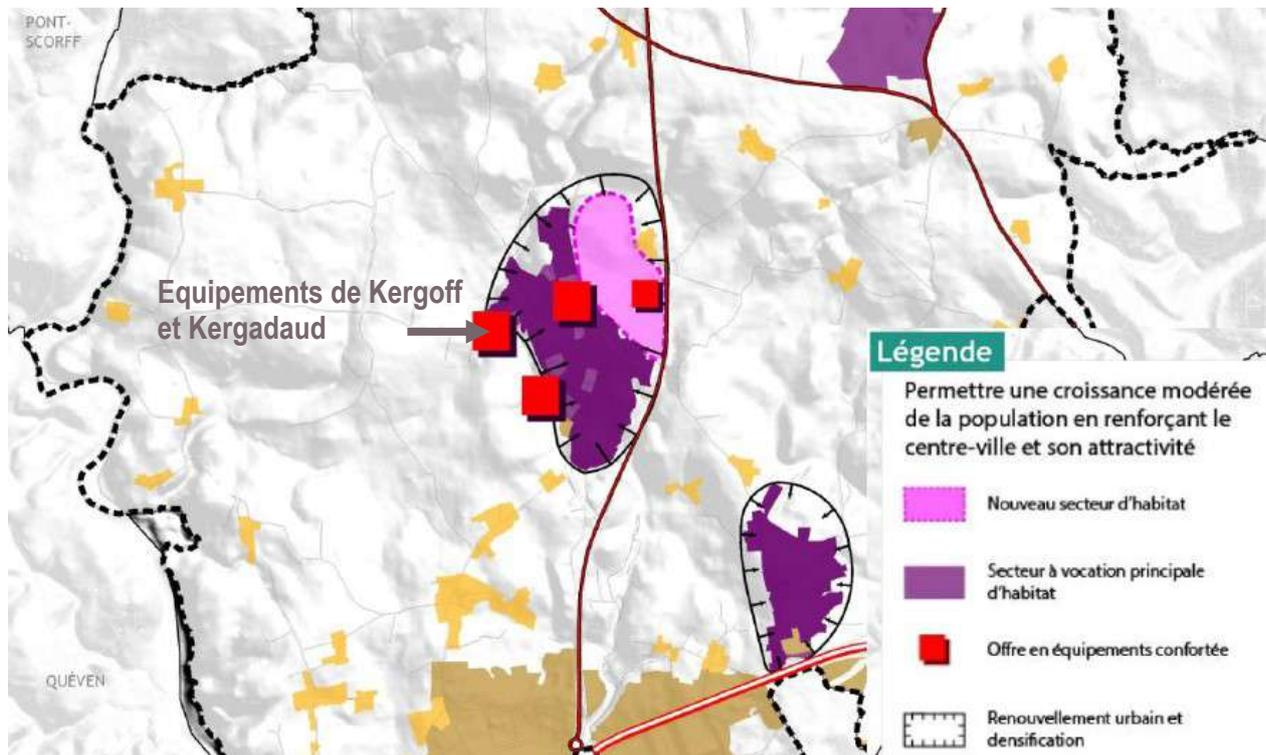 PONT-
SCORFF
Equipements de Kergoff
et Kergadaud
QUÉVEN
Légende
Permettre une croissance modérée
de la population en renforçant le
centre-ville et son attractivité
Nouveau secteur d'habitat
Secteur à vocation principale
d'habitat
Offre en équipements confortée
Renouvellement urbain et
densification